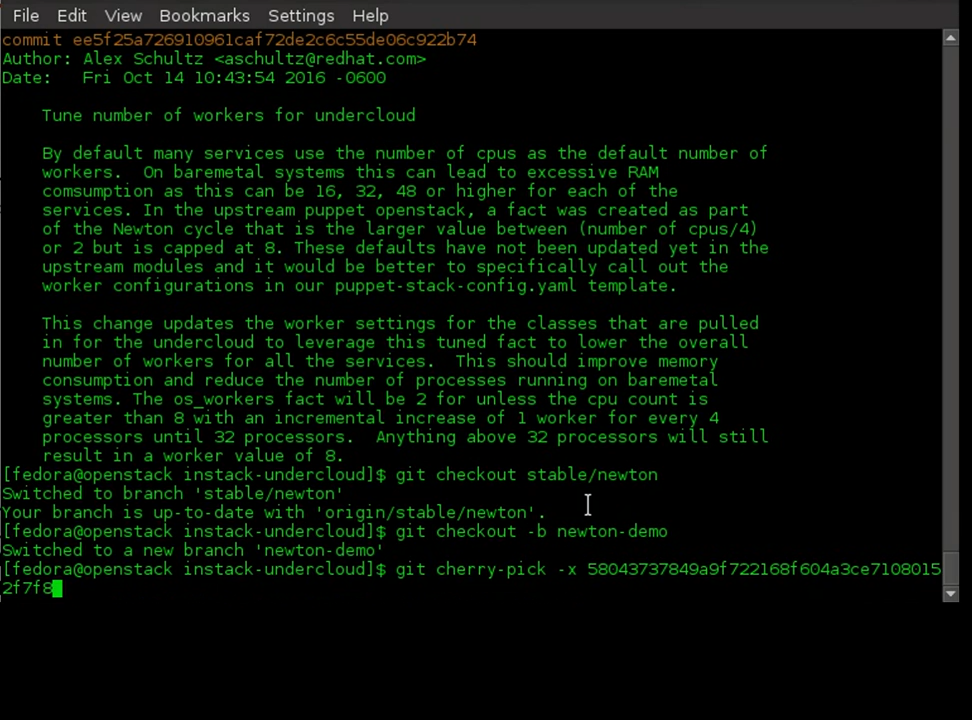 File Edit View Bookmarks Settings Help
commit ee5f25a726910961caf72de2c6c55de06c922b74
Author: Alex Schultz <aschultz@redhat.com>
Date:   Fri Oct 14 10:43:54 2016 -0600
Tune number of workers for undercloud
By default many services use the number of cpus as the default number of
workers.  On baremetal systems this can lead to excessive RAM
comsumption as this can be 16, 32, 48 or higher for each of the
services. In the upstream puppet openstack, a fact was created as part
of the Newton cycle that is the larger value between (number of cpus/4)
or 2 but is capped at 8. These defaults have not been updated yet in the
upstream modules and it would be better to specifically call out the
worker configurations in our puppet-stack-config.yaml template.
This change updates the worker settings for the classes that are pulled
in for the undercloud to leverage this tuned fact to lower the overall
number of workers for all the services.  This should improve memory
consumption and reduce the number of processes running on baremetal
systems. The os_workers fact will be 2 for unless the cpu count is
greater than 8 with an incremental increase of 1 worker for every 4
processors until 32 processors.  Anything above 32 processors will still
result in a worker value of 8.
[fedora@openstack instack-undercloud]$ git checkout stable/newton
Switched to branch 'stable/newton'
Your branch is up-to-date with 'origin/stable/newton'.
[fedora@openstack instack-undercloud]$ git checkout -b newton-demo
Switched to a new branch 'newton-demo'
[fedora@openstack instack-undercloud]$ git cherry-pick -x 58043737849a9f722168f604a3ce7108015
2f7f8